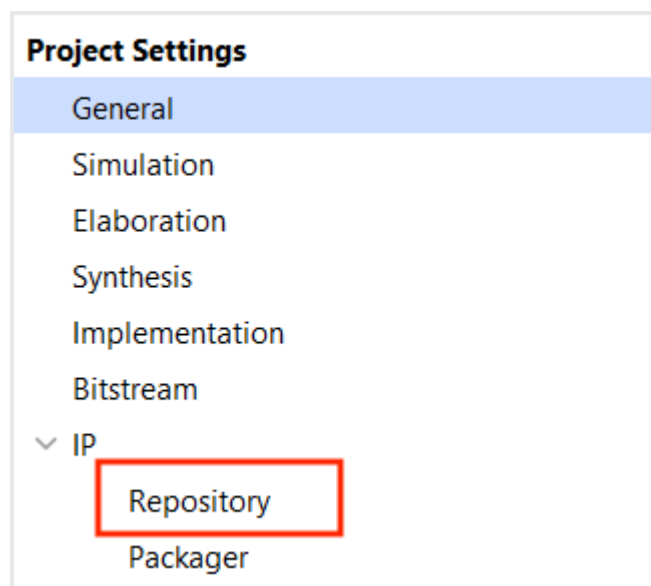 Project Settings
General
Simulation
Elaboration
Synthesis
Implementation
Bitstream
IP
Repository
Packager